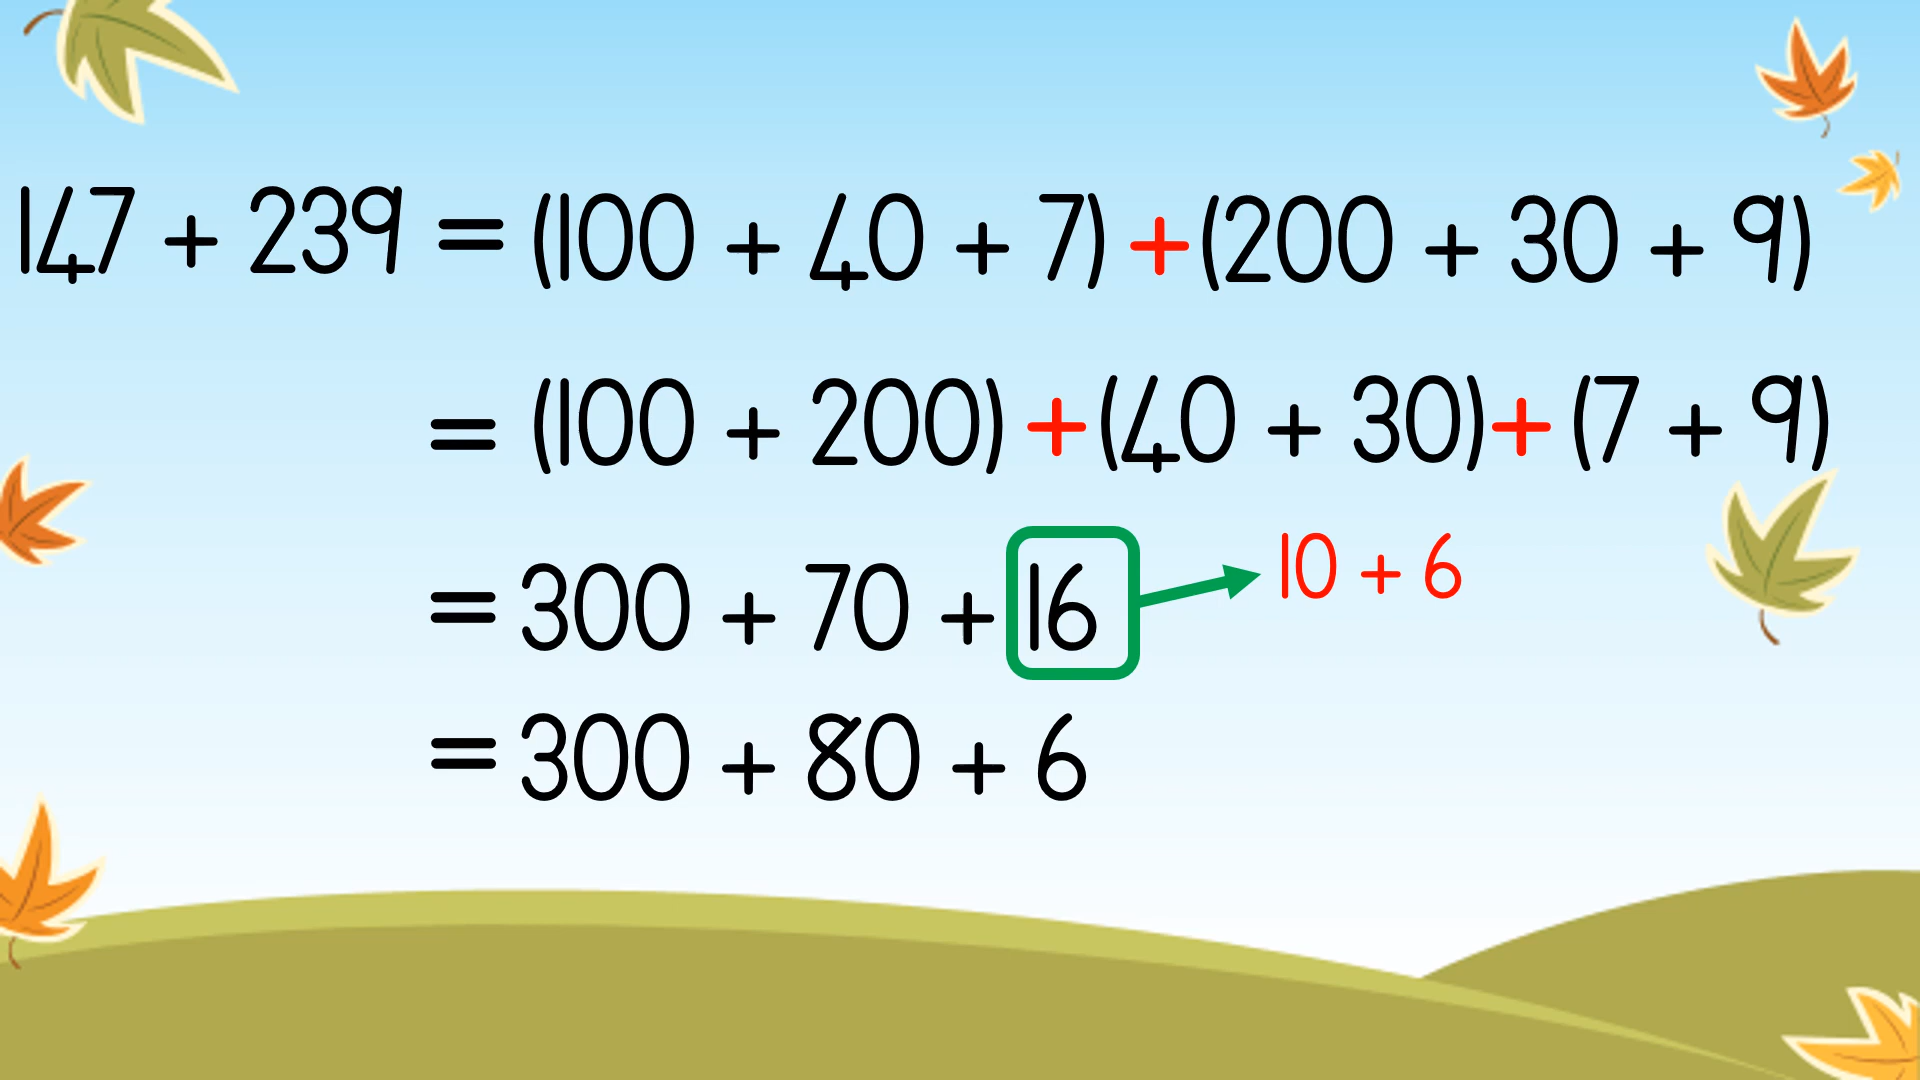 147 + 239 = (100 + 40 + 7) + (200 + 30 + 9)
= (100 + 200) + (40 + 30) + (7 + 9)
= 300 + 70 + 16
10 + 6
= 300 + 80 + 6